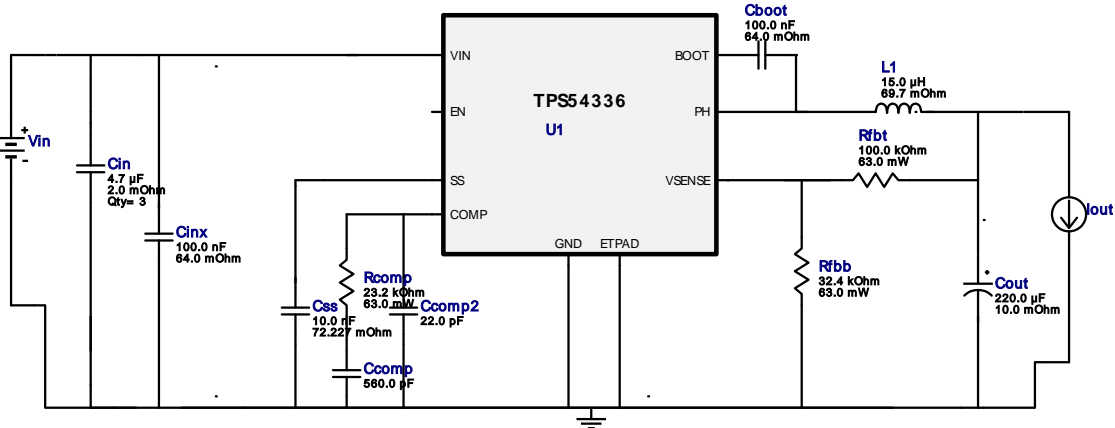 Cboot
100.0 nF
64.0 mOhm
VIN
BOOT
L1
15.0 µH
69.7 mOhm
TPS54336
U1
EN
PH
+
Vin
-
Rfbt
100.0 kOhm
63.0 mW
Cin
4.7 µF
2.0 mOhm
Qty= 3
SS
VSENSE
COMP
Iout
Cinx
100.0 nF
64.0 mOhm
GND
ETPAD
Rfbb
32.4 kOhm
63.0 mW
Rcomp
23.2 kOhm
63.0 mW
Cout
220.0 µF
10.0 mOhm
Css
10.0 nF
72.227 mOhm
Ccomp2
22.0 pF
Ccomp
560.0 pF